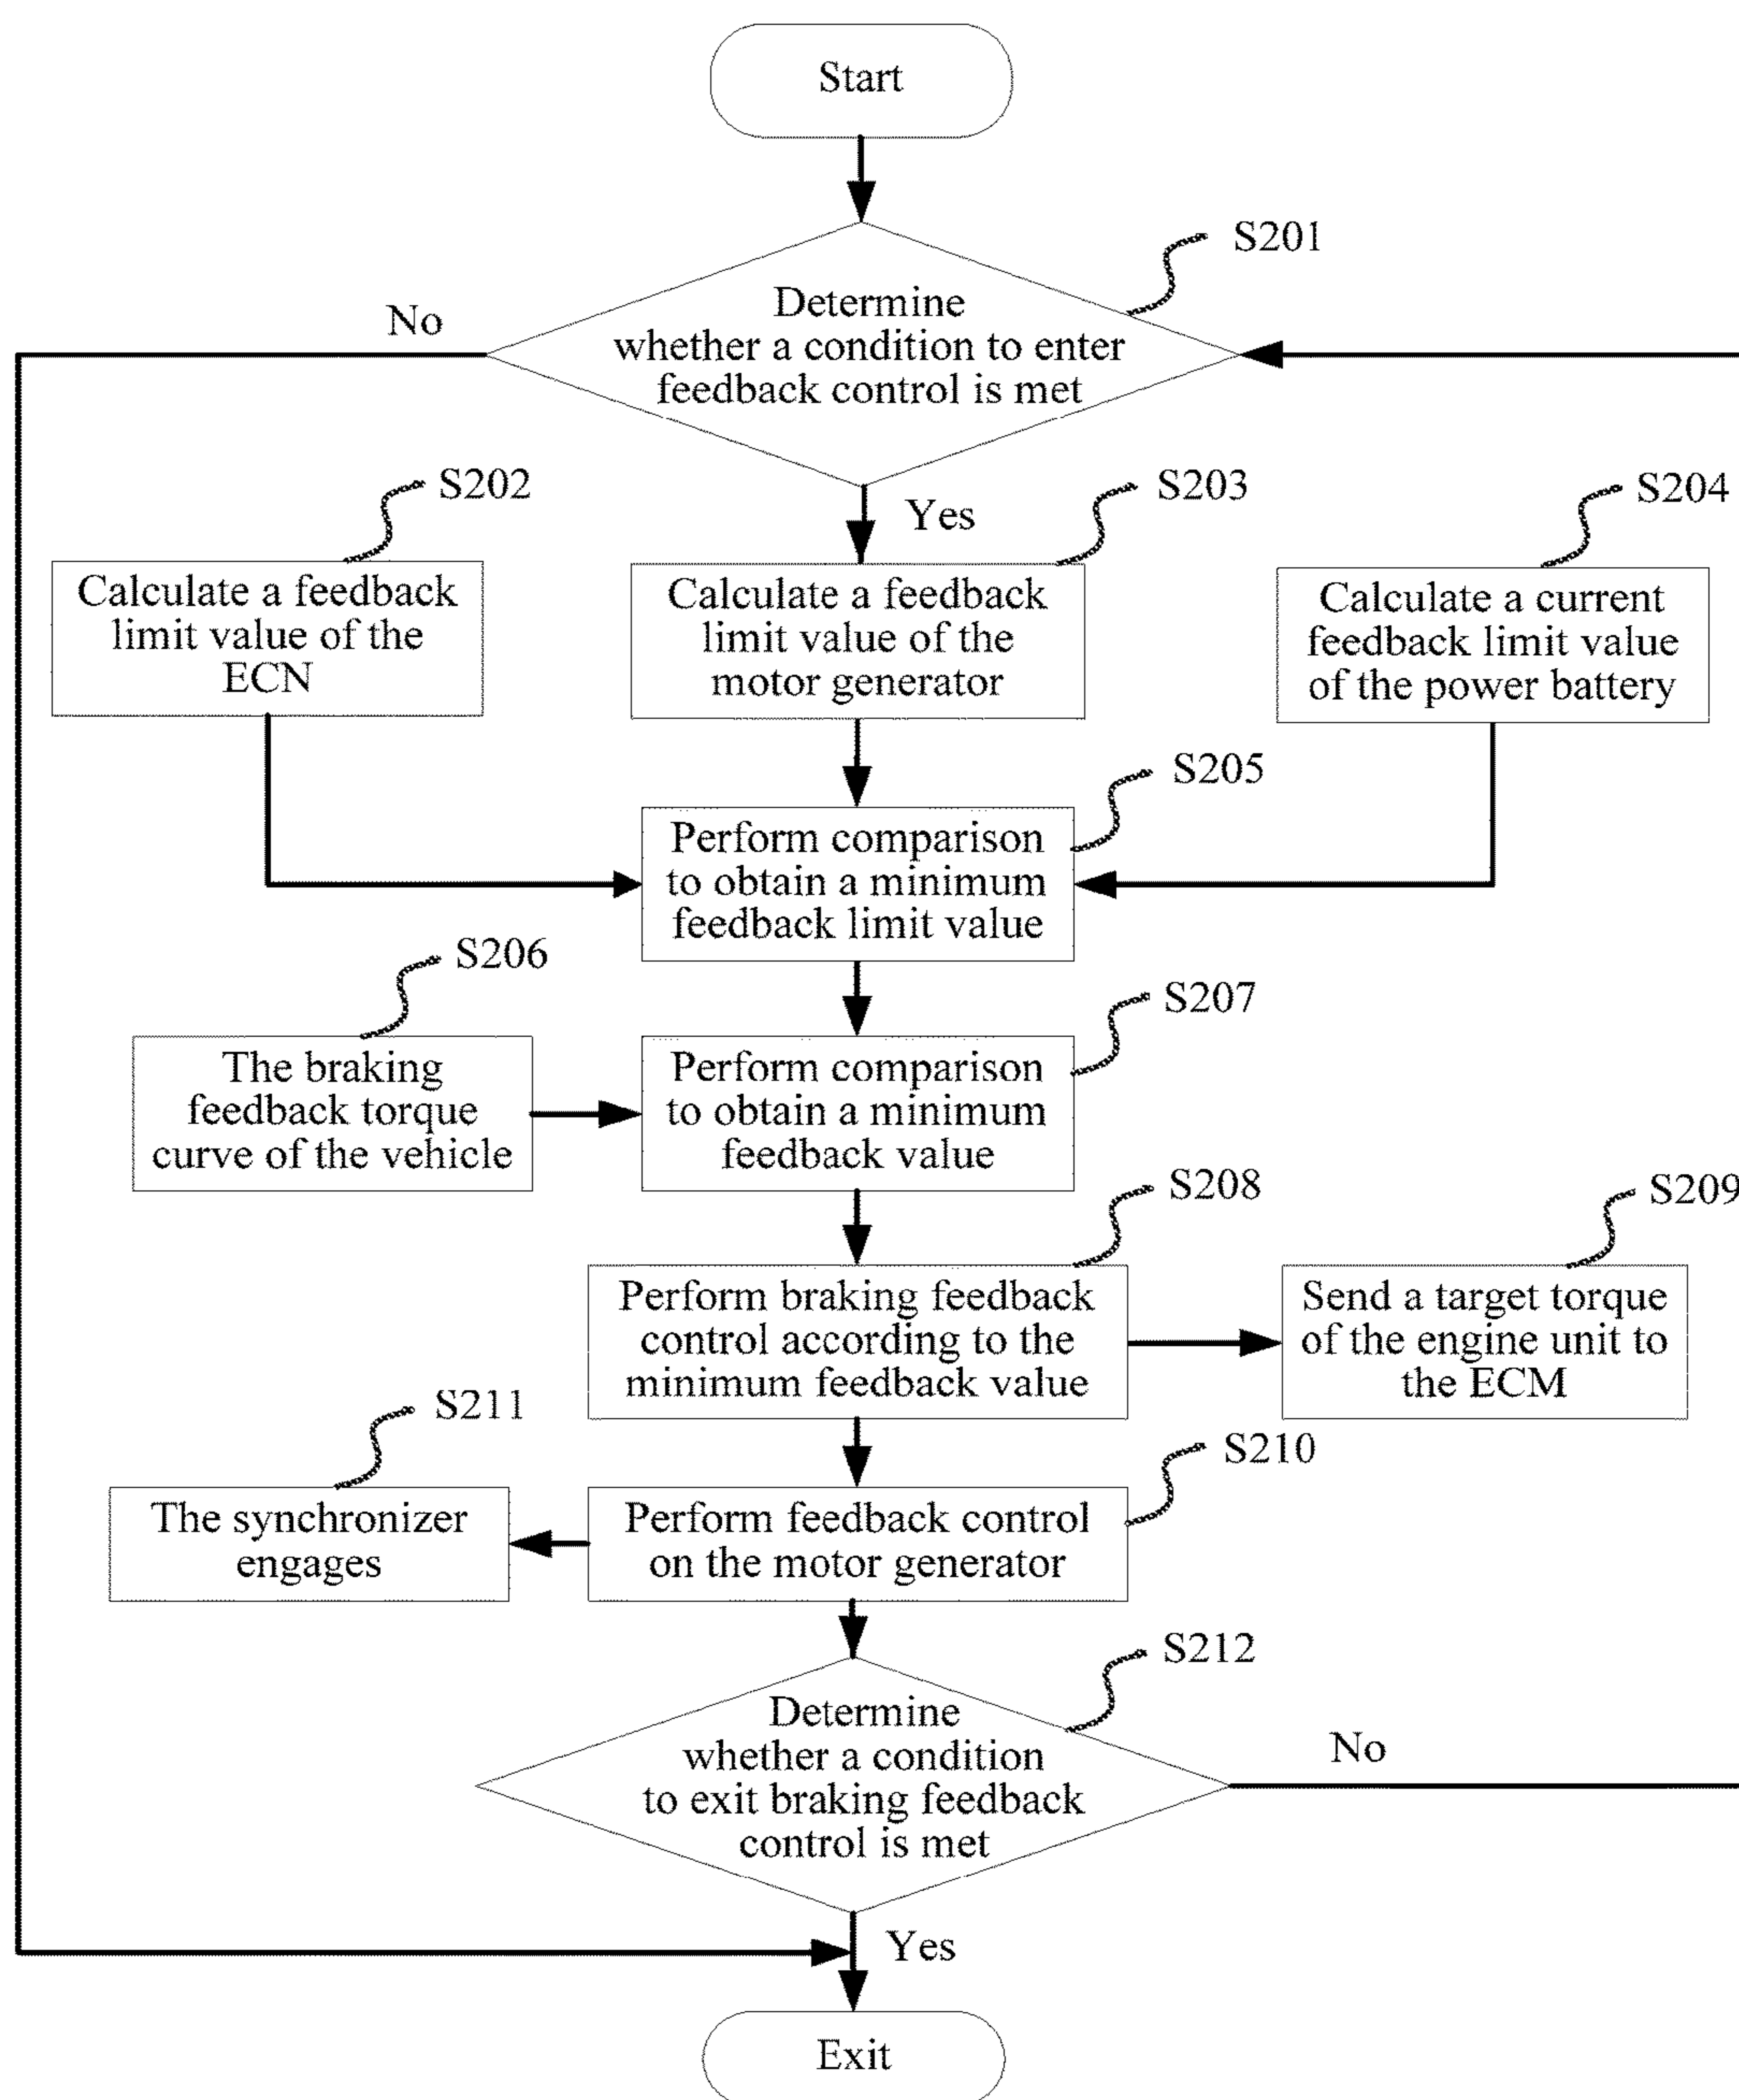 Start
S201
Determine
whether a condition to enter
feedback control is met
No
Yes
S202
Calculate a feedback
limit value of the
ECN
S203
Calculate a feedback
limit value of the
motor generator
S204
Calculate a current
feedback limit value
of the power battery
S205
Perform comparison
to obtain a minimum
feedback limit value
S206
The braking
feedback torque
curve of the vehicle
S207
Perform comparison
to obtain a minimum
feedback value
S208
Perform braking feedback
control according to the
minimum feedback value
S209
Send a target torque
of the engine unit to
the ECM
S211
The synchronizer
engages
S210
Perform feedback control
on the motor generator
S212
Determine
whether a condition
to exit braking feedback
control is met
No
Yes
Exit